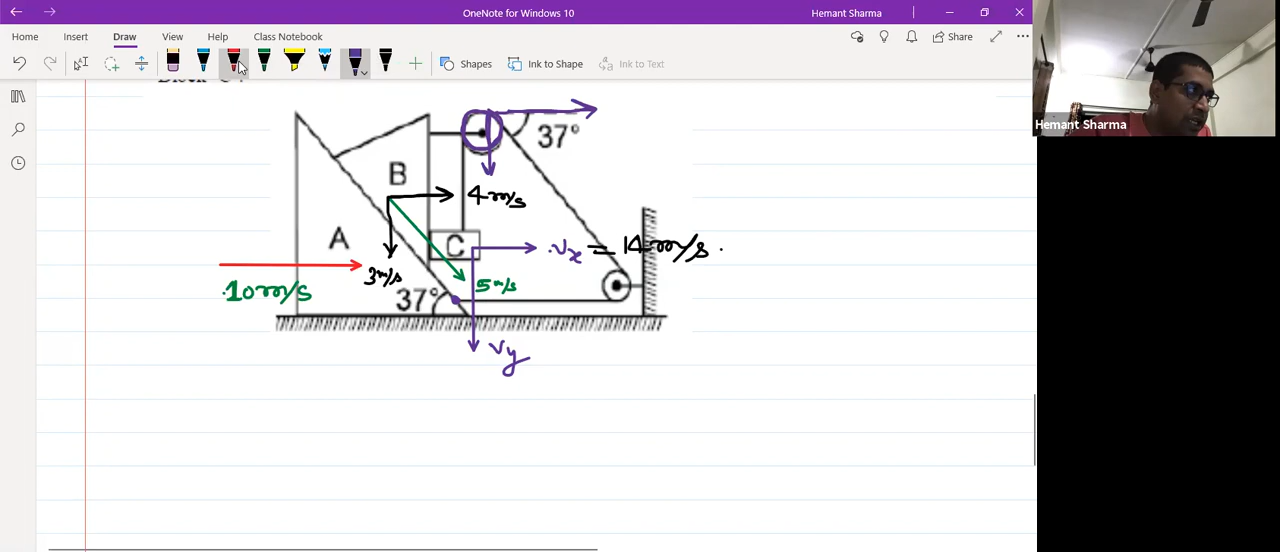 OneNote for Windows 10
Hemant Sharma
Home Insert Draw View Help Class Notebook
Share
Shapes Ink to Shape Ink to Text
Hemant Sharma
37°
B
4 m/s
A
C
.Vx = 14 m/s .
3 m/s
5 m/s
.10 m/s
37°
Vy